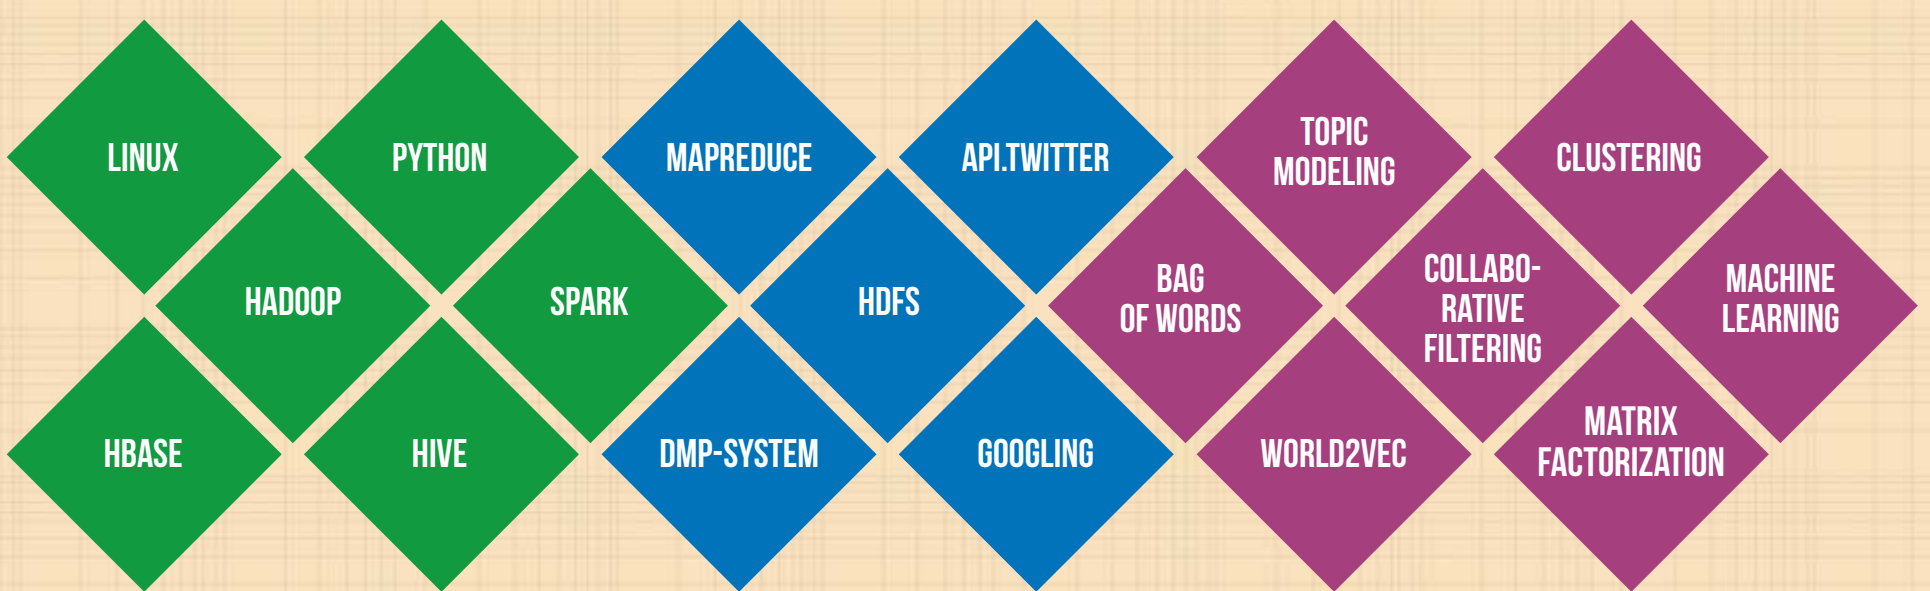 LINUX
PYTHON
MAPREDUCE
API.TWITTER
TOPIC
MODELING
CLUSTERING
HADOOP
SPARK
HDFS
BAG
OF WORDS
COLLABO-
RATIVE
FILTERING
MACHINE
LEARNING
HBASE
HIVE
DMP-SYSTEM
GOOGLING
WORLD2VEC
MATRIX
FACTORIZATION